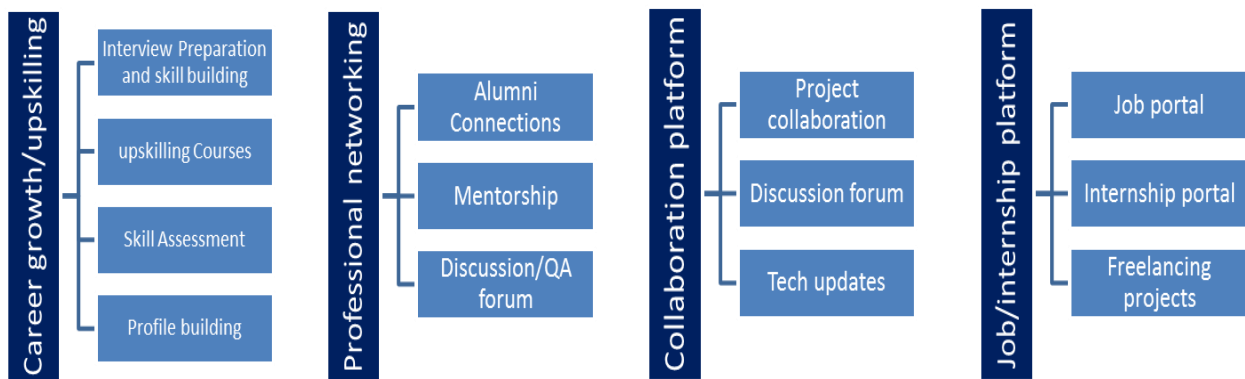 Career growth/upskilling
Interview Preparation
and skill building
upskilling Courses
Skill Assessment
Profile building
Professional networking
Alumni
Connections
Mentorship
Discussion/QA
forum
Collaboration platform
Project
collaboration
Discussion forum
Tech updates
Job/internship platform
Job portal
Internship portal
Freelancing
projects